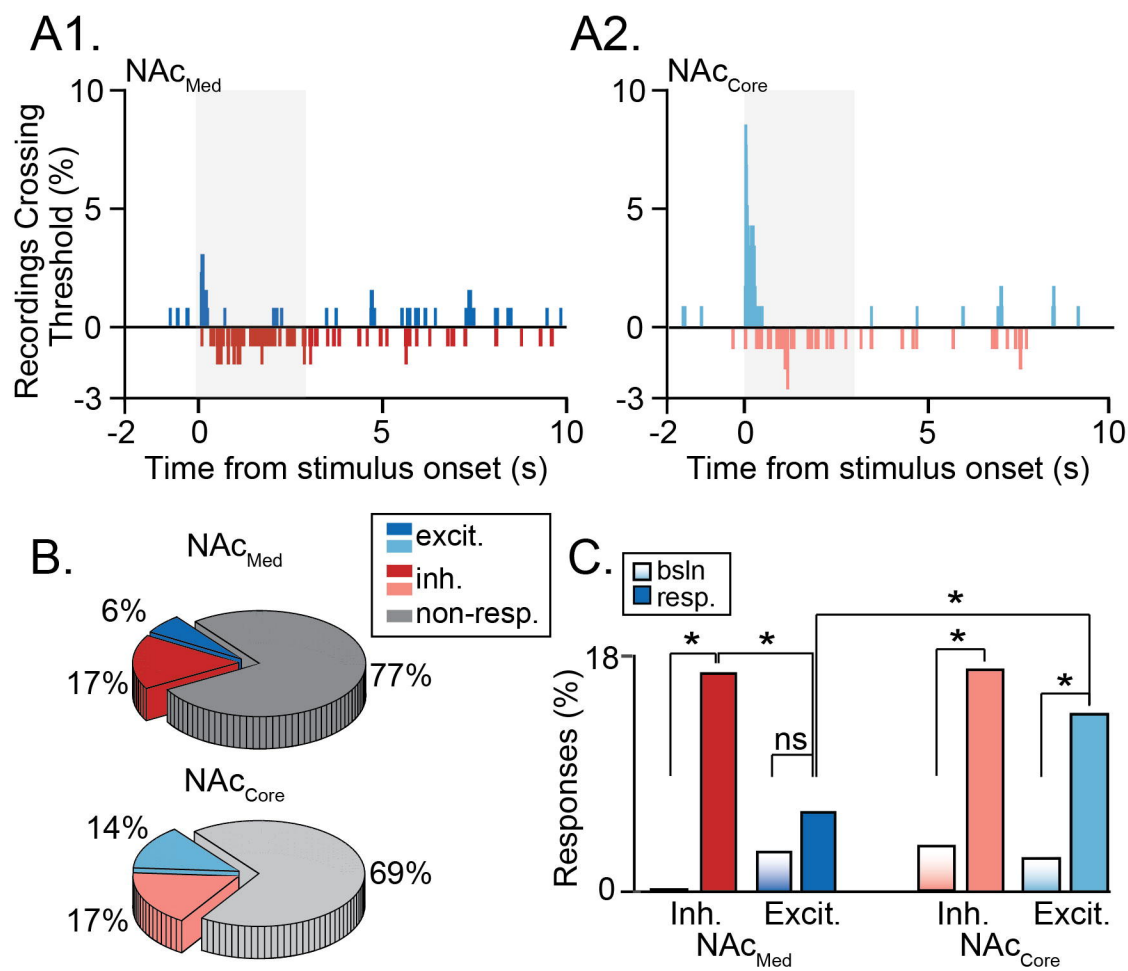 A1.
NAcMed
10
5
0
-3
-2 0 5 10
Recordings Crossing
Threshold (%)
Time from stimulus onset (s)
A2.
NAcCore
10
5
0
-3
-2 0 5 10
Time from stimulus onset (s)
B.
NAcMed
6%
17%
77%
excit.
inh.
non-resp.
NAcCore
14%
17%
69%
C.
bsln
resp.
Responses (%)
18
0
* * ns * * *
Inh. Excit. Inh. Excit.
NAcMed NAcCore